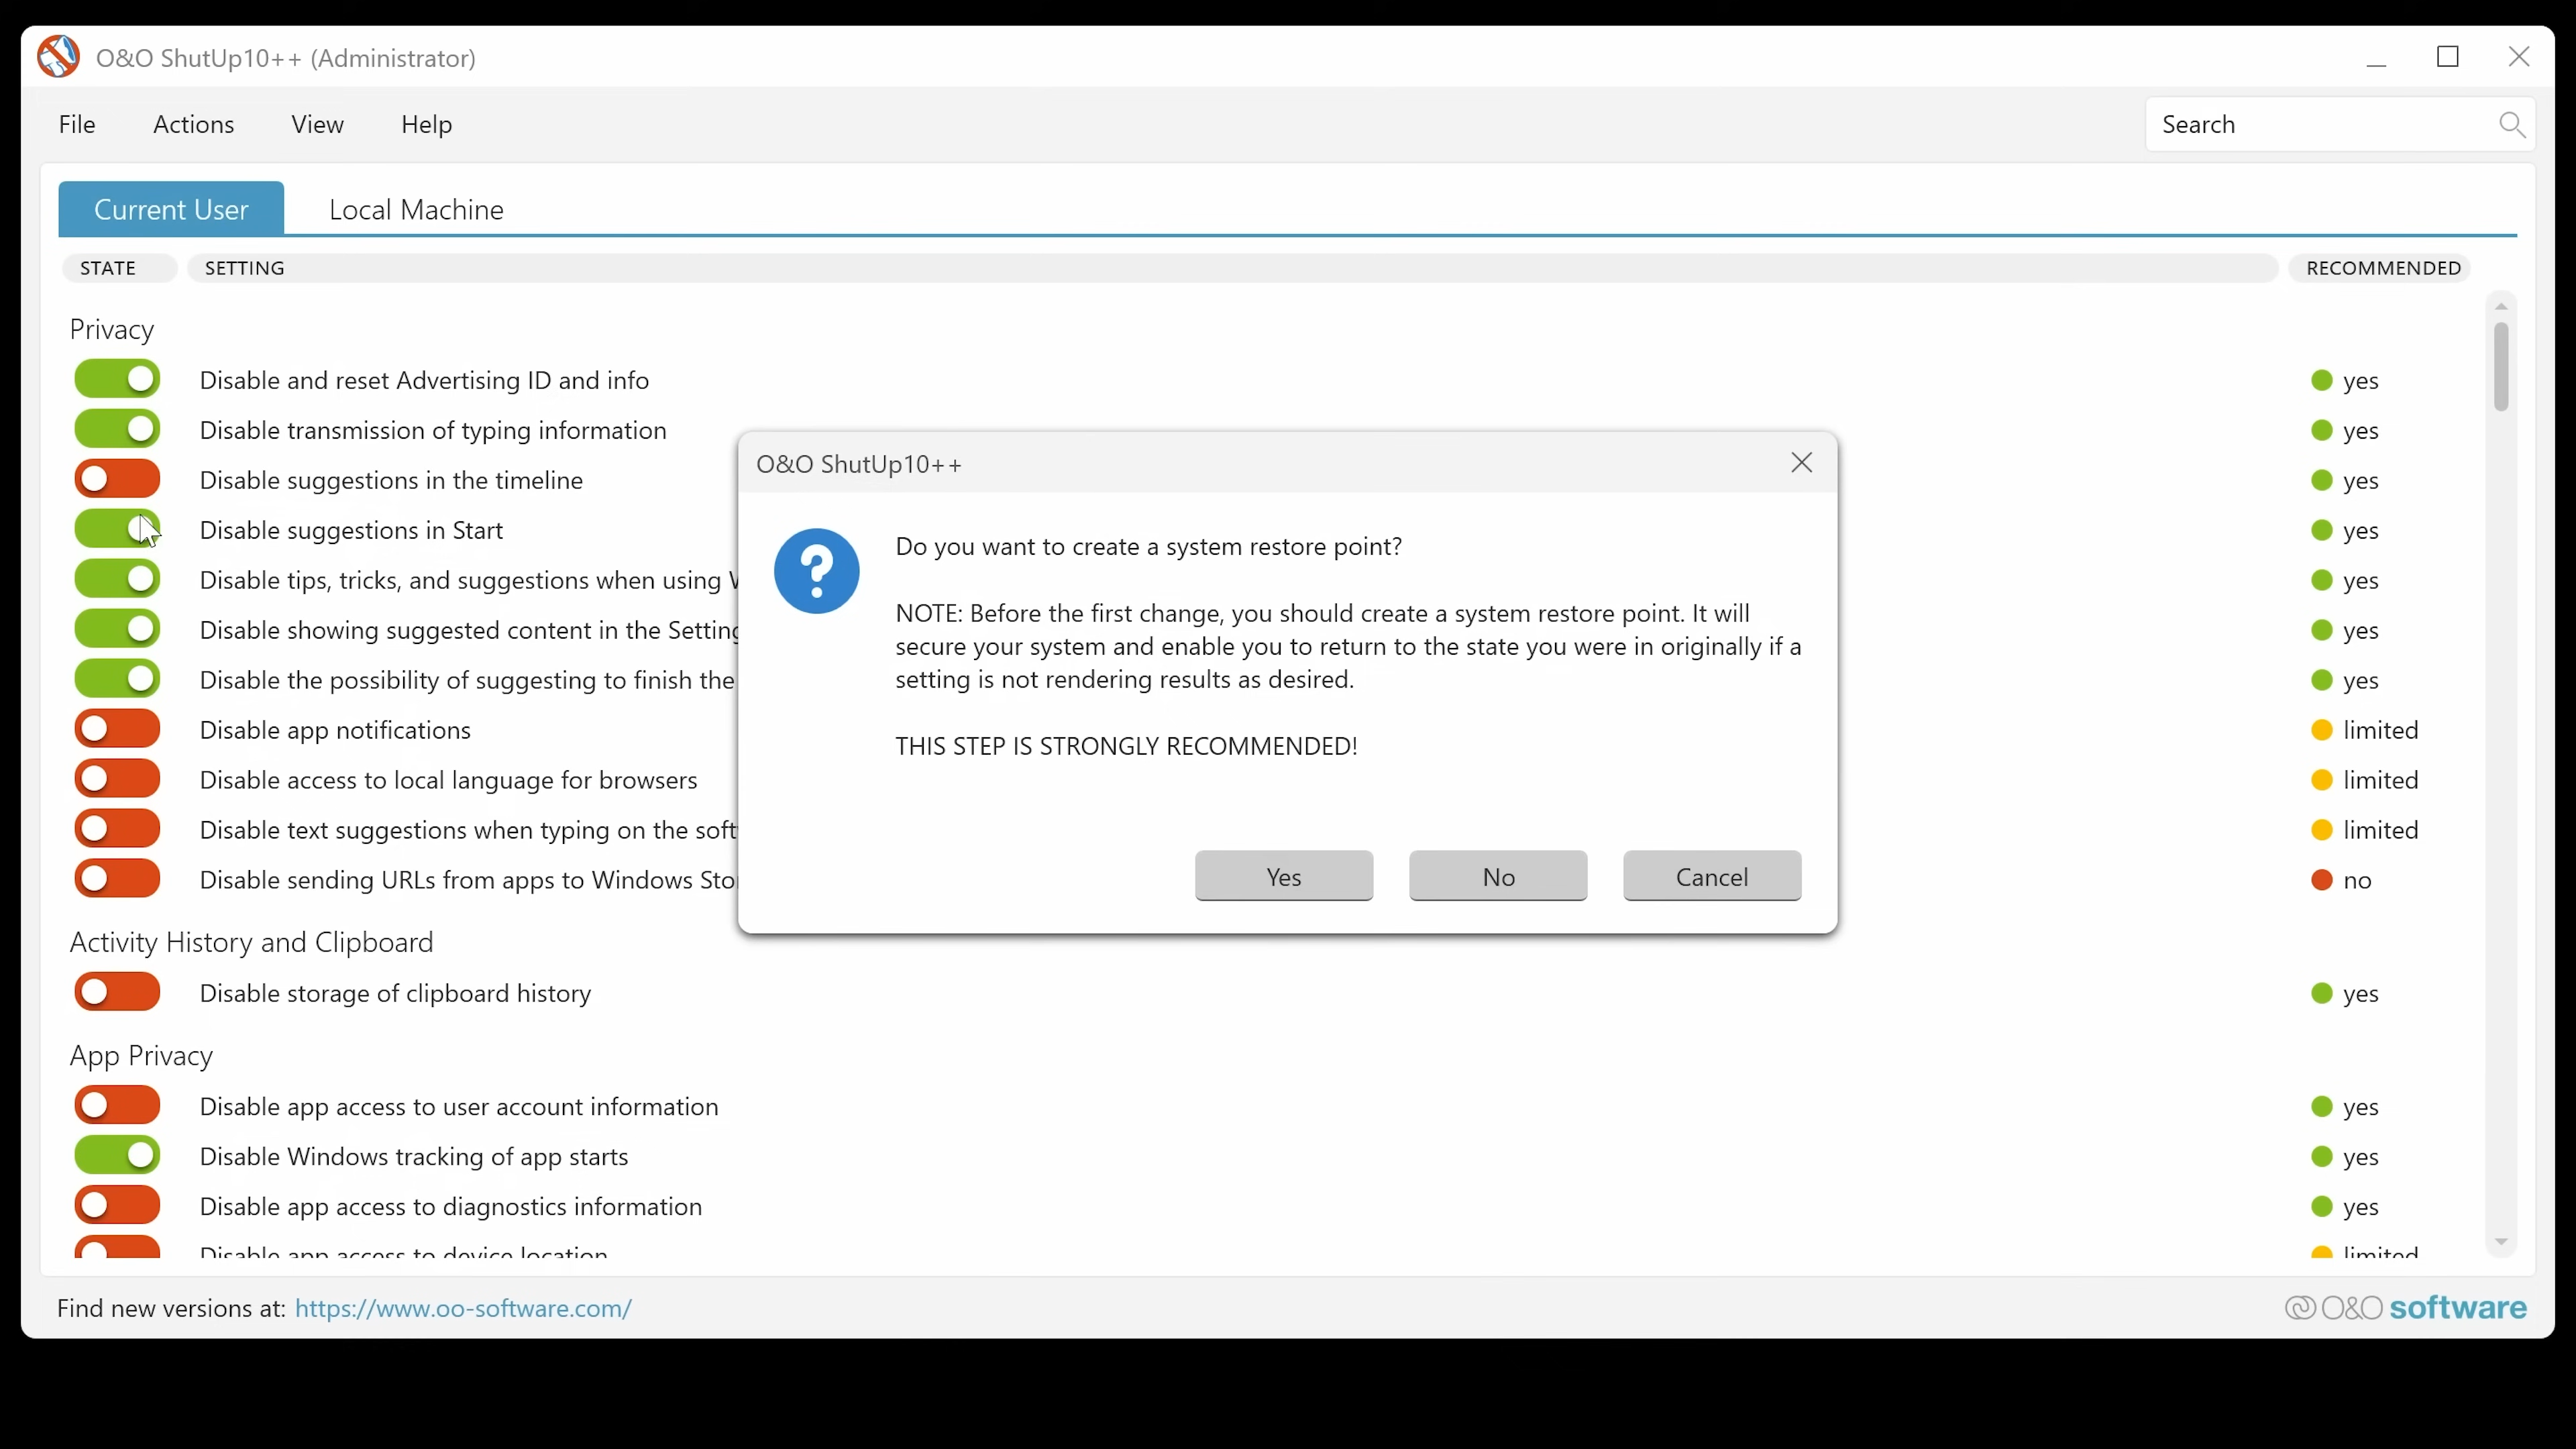 O&O ShutUp10++ (Administrator)
File Actions View Help
Search
Current User Local Machine
STATE SETTING RECOMMENDED
Privacy
Disable and reset Advertising ID and info yes
Disable transmission of typing information yes
Disable suggestions in the timeline yes
Disable suggestions in Start yes
Disable tips, tricks, and suggestions when using yes
Disable showing suggested content in the yes
Disable the possibility of suggesting to finish the yes
Disable app notifications limited
Disable access to local language for browsers limited
Disable text suggestions when typing on the limited
Disable sending URLs from apps to Windows no
O&O ShutUp10++
Do you want to create a system restore point?
NOTE: Before the first change, you should create a system restore point. It will
secure your system and enable you to return to the state you were in originally if a
setting is not rendering results as desired.
THIS STEP IS STRONGLY RECOMMENDED!
Yes No Cancel
Activity History and Clipboard
Disable storage of clipboard history yes
App Privacy
Disable app access to user account information yes
Disable Windows tracking of app starts yes
Disable app access to diagnostics information yes
Disable app access to device location limited
Find new versions at: https://www.oo-software.com/
O&O software